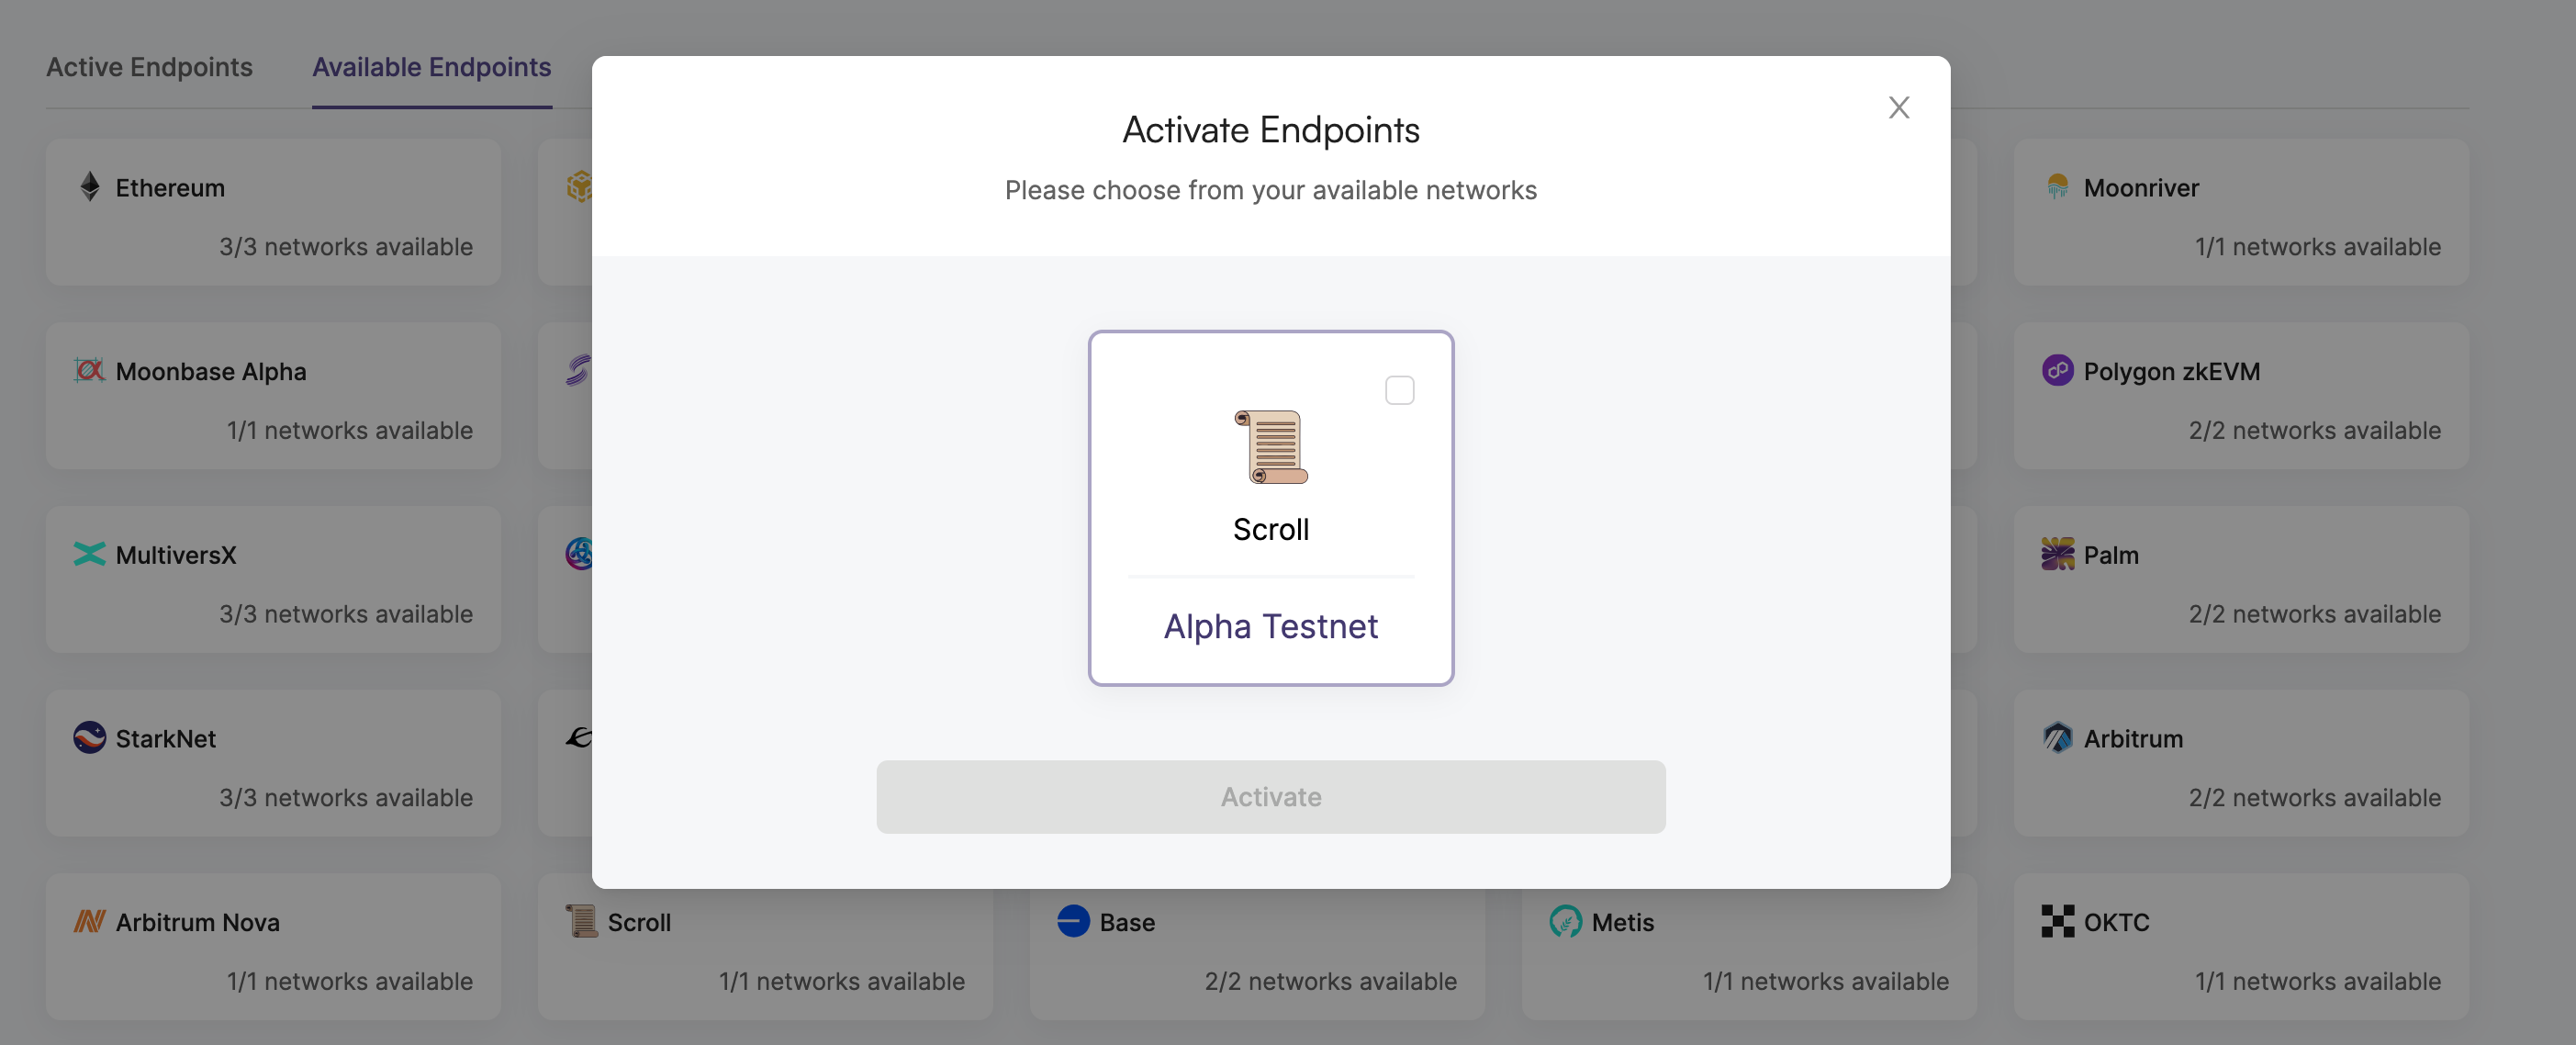 Active Endpoints
Available Endpoints
Activate Endpoints
X
Please choose from your available networks
Ethereum
3/3 networks available
Moonriver
1/1 networks available
Moonbase Alpha
1/1 networks available
Polygon zkEVM
2/2 networks available
Scroll
Alpha Testnet
MultiversX
3/3 networks available
Palm
2/2 networks available
StarkNet
3/3 networks available
Arbitrum
2/2 networks available
Activate
Arbitrum Nova
1/1 networks available
Scroll
1/1 networks available
Base
2/2 networks available
Metis
1/1 networks available
OKTC
1/1 networks available